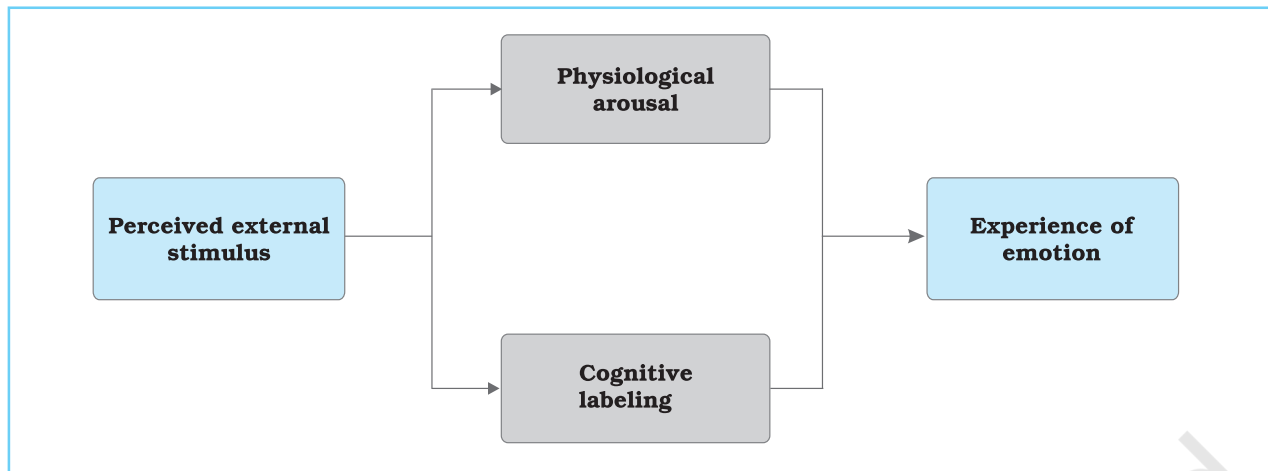 Physiological
arousal
Perceived external
stimulus
Experience of
emotion
Cognitive
labeling